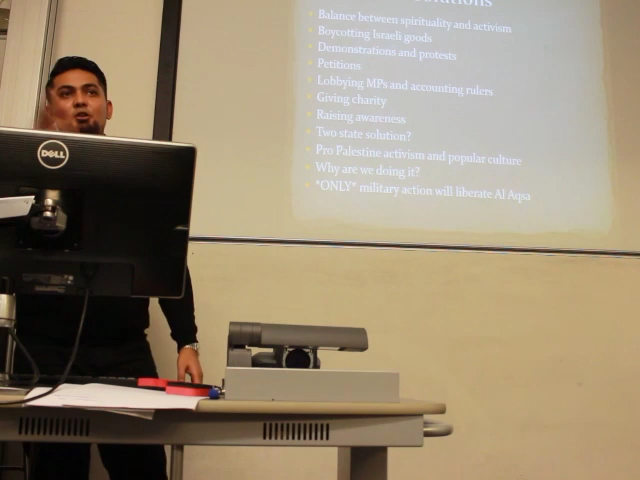 Solutions
Balance between spirituality and activism
Boycotting Israeli goods
Demonstrations and protests
Petitions
Lobbying MPs and accounting rulers
Giving charity
Raising awareness
Two state solution?
Pro Palestine activism and popular culture
Why are we doing it?
*ONLY* military action will liberate Al Aqsa
DELL